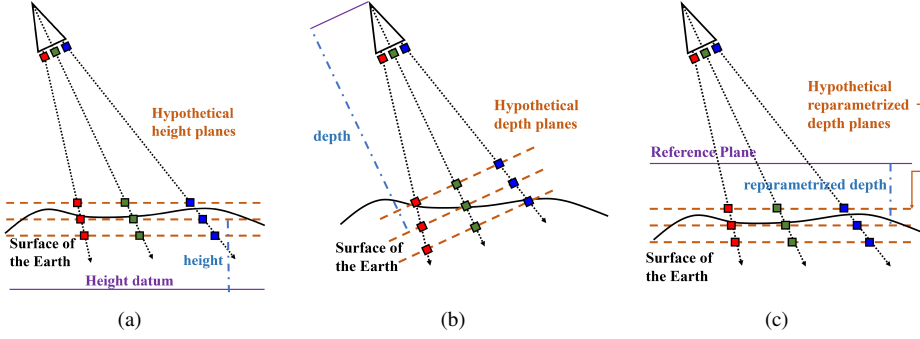 Hypothetical
height planes
Surface of
the Earth
height
Height datum
(a)
depth
Hypothetical
depth planes
Surface of
the Earth
(b)
Hypothetical
reparametrized
depth planes
Reference Plane
reparametrized depth
Surface of
the Earth
(c)